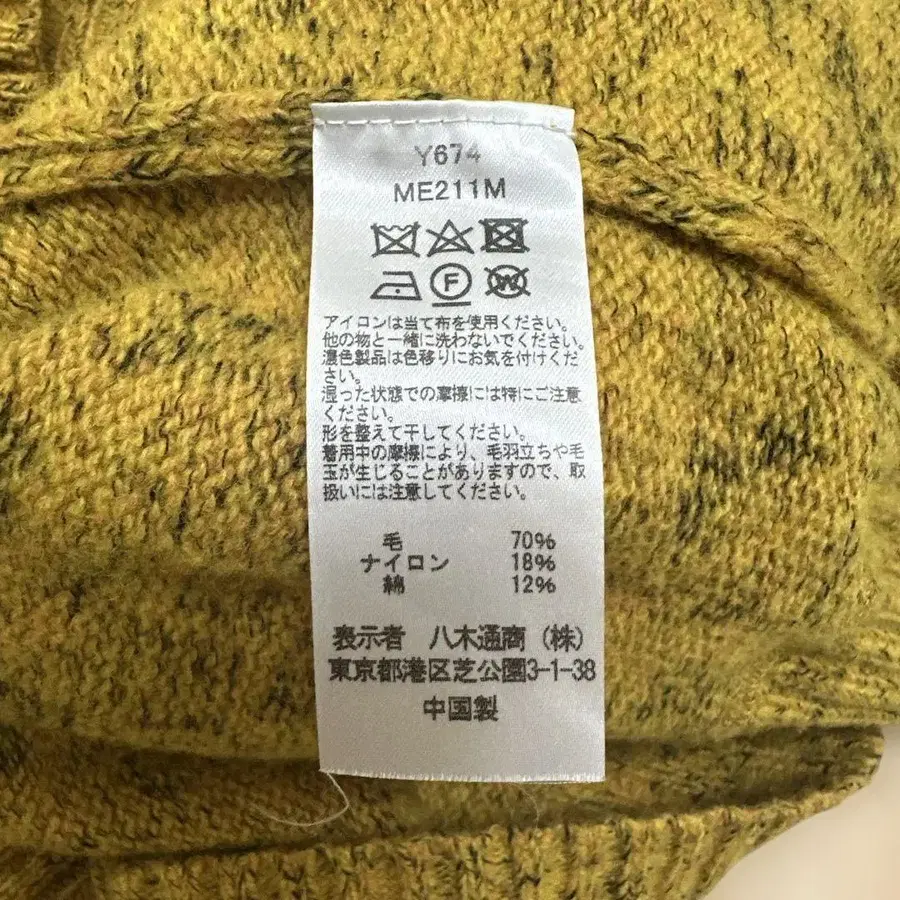 Y674
ME211M
F
W
アイロンは当て布を使用ください。
他の物と一緒に洗わないでください。
濃色製品は色移りにお気を付けくだ
さい。
湿った状態での摩擦には特にご注意
ください。
形を整えて干してください。
着用中の摩擦により、毛羽立ちや毛
玉が生じることがありますので、取
扱いには注意してください。
毛 70%
ナイロン 18%
綿 12%
表示者 八木通商(株)
東京都港区芝公園3-1-38
中国製